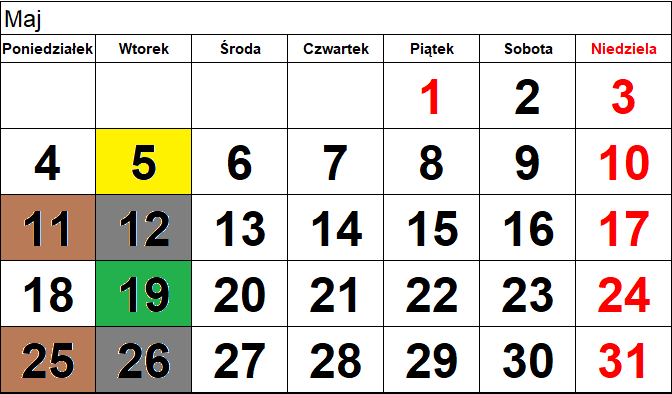 Maj
Poniedziałek Wtorek Środa Czwartek Piątek Sobota Niedziela
1 2 3
4 5 6 7 8 9 10
11 12 13 14 15 16 17
18 19 20 21 22 23 24
25 26 27 28 29 30 31